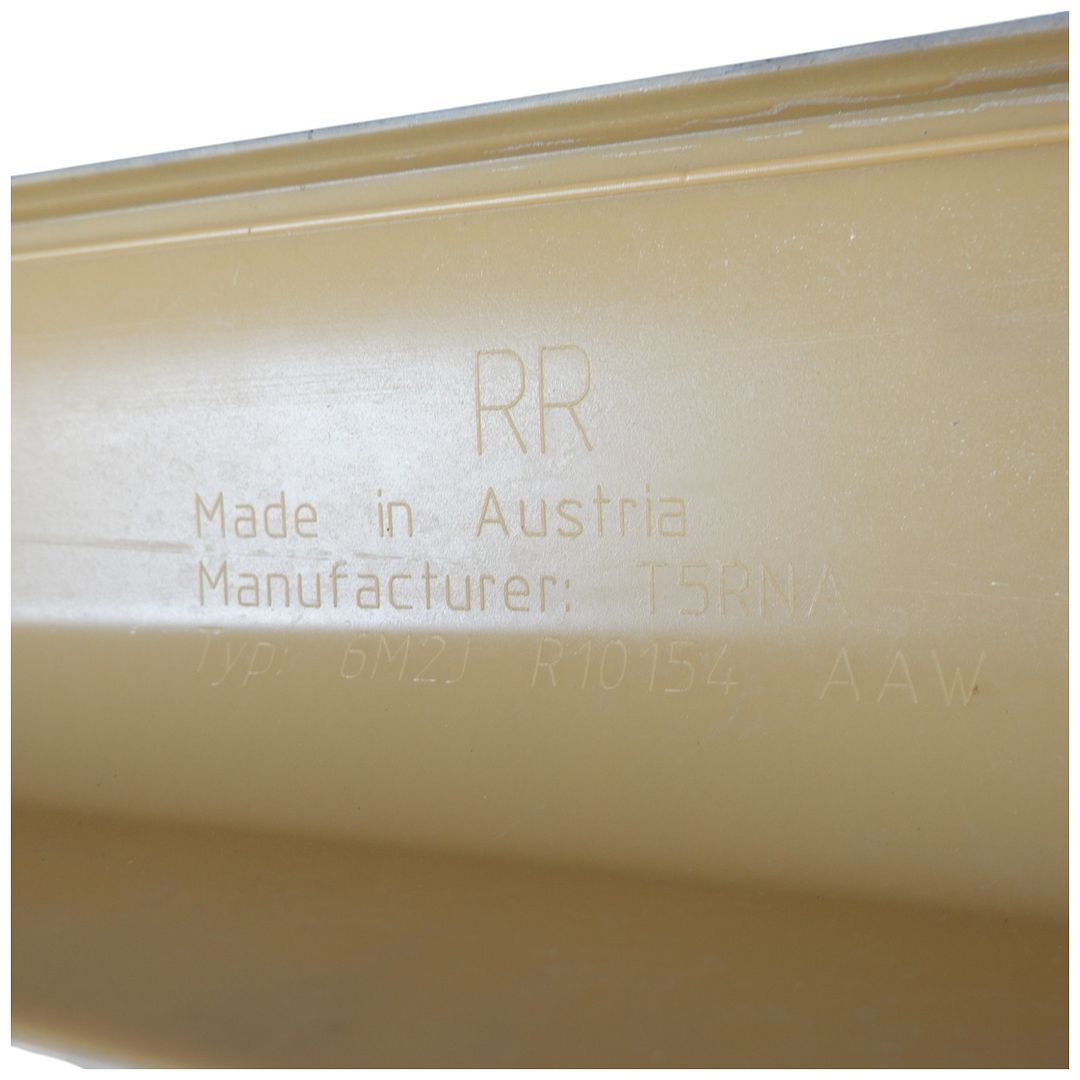 RR
Made in Austria
Manufacturer: T5RNA
Typ: 6M2J R10154 AAW